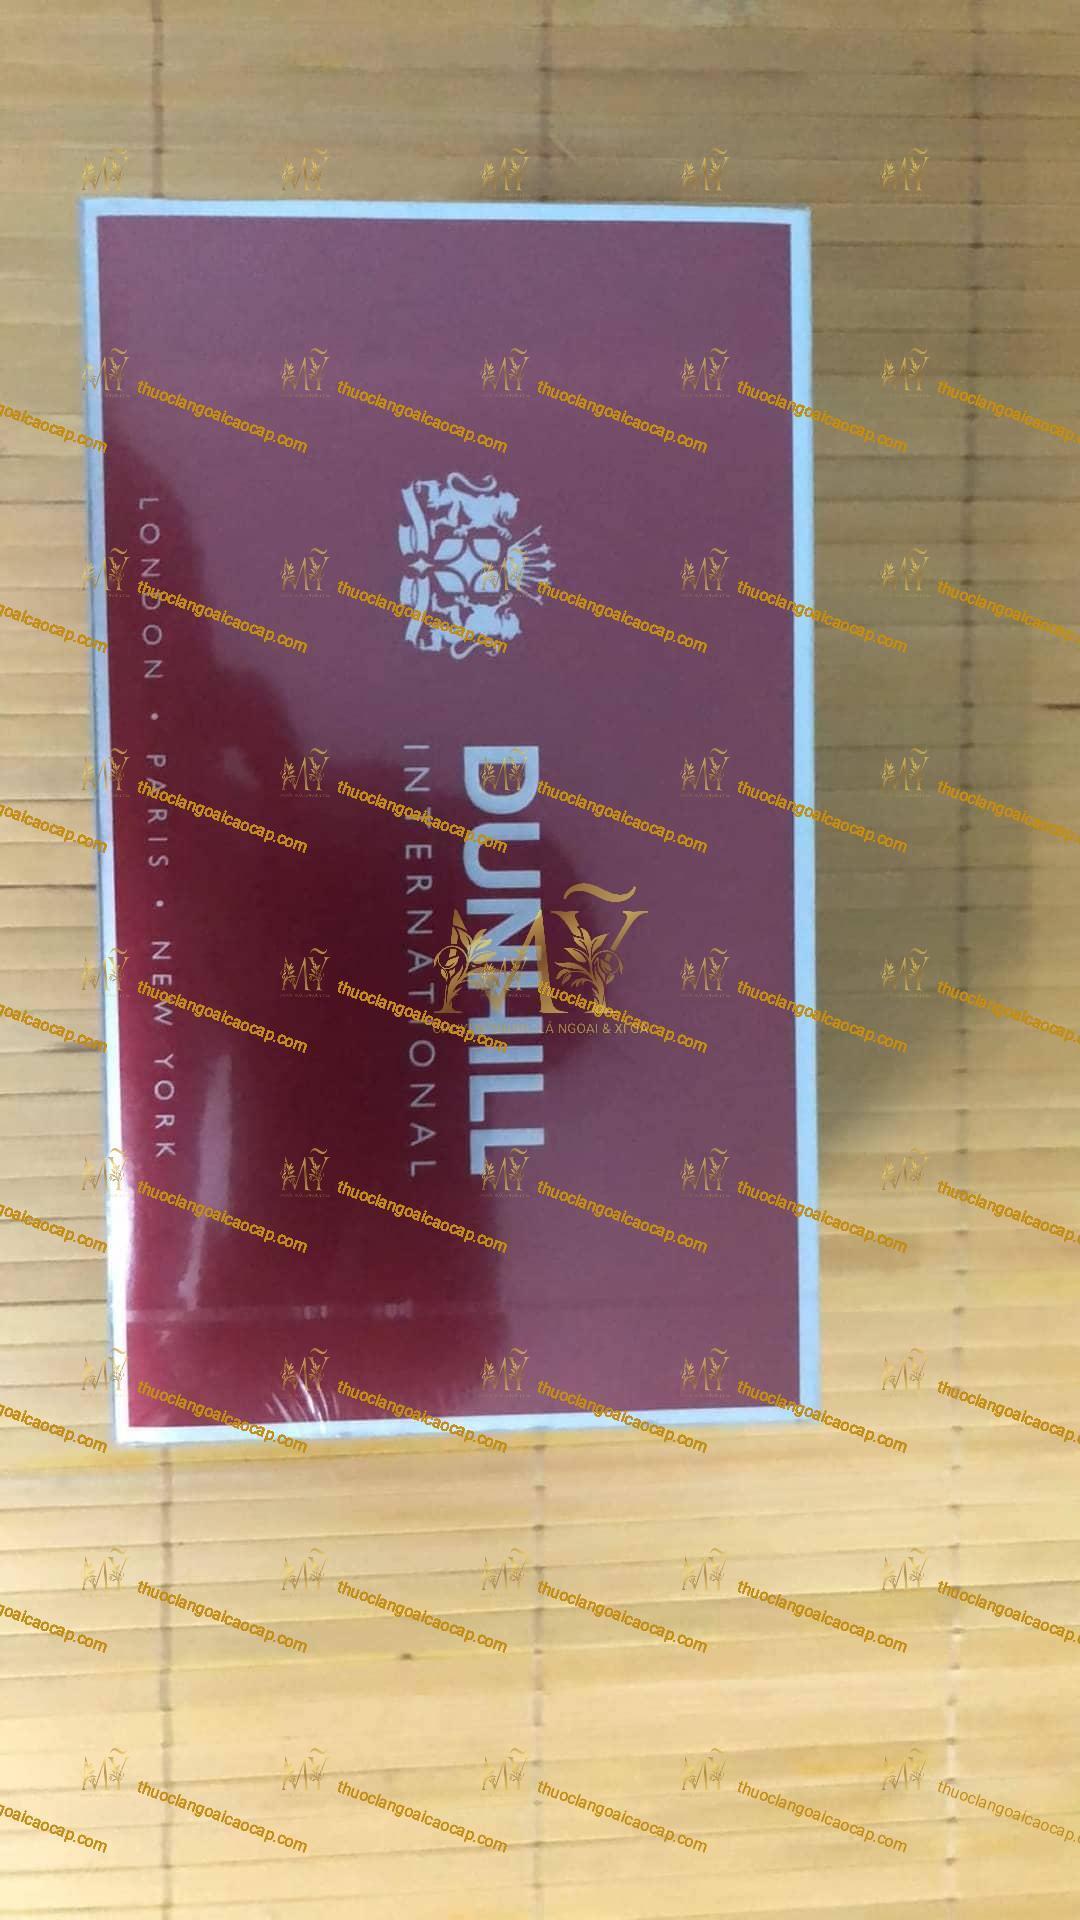 DUNHILL
INTERNATIONAL
LONDON • PARIS • NEW YORK
MỸ
thuoclangoaicaocap.com